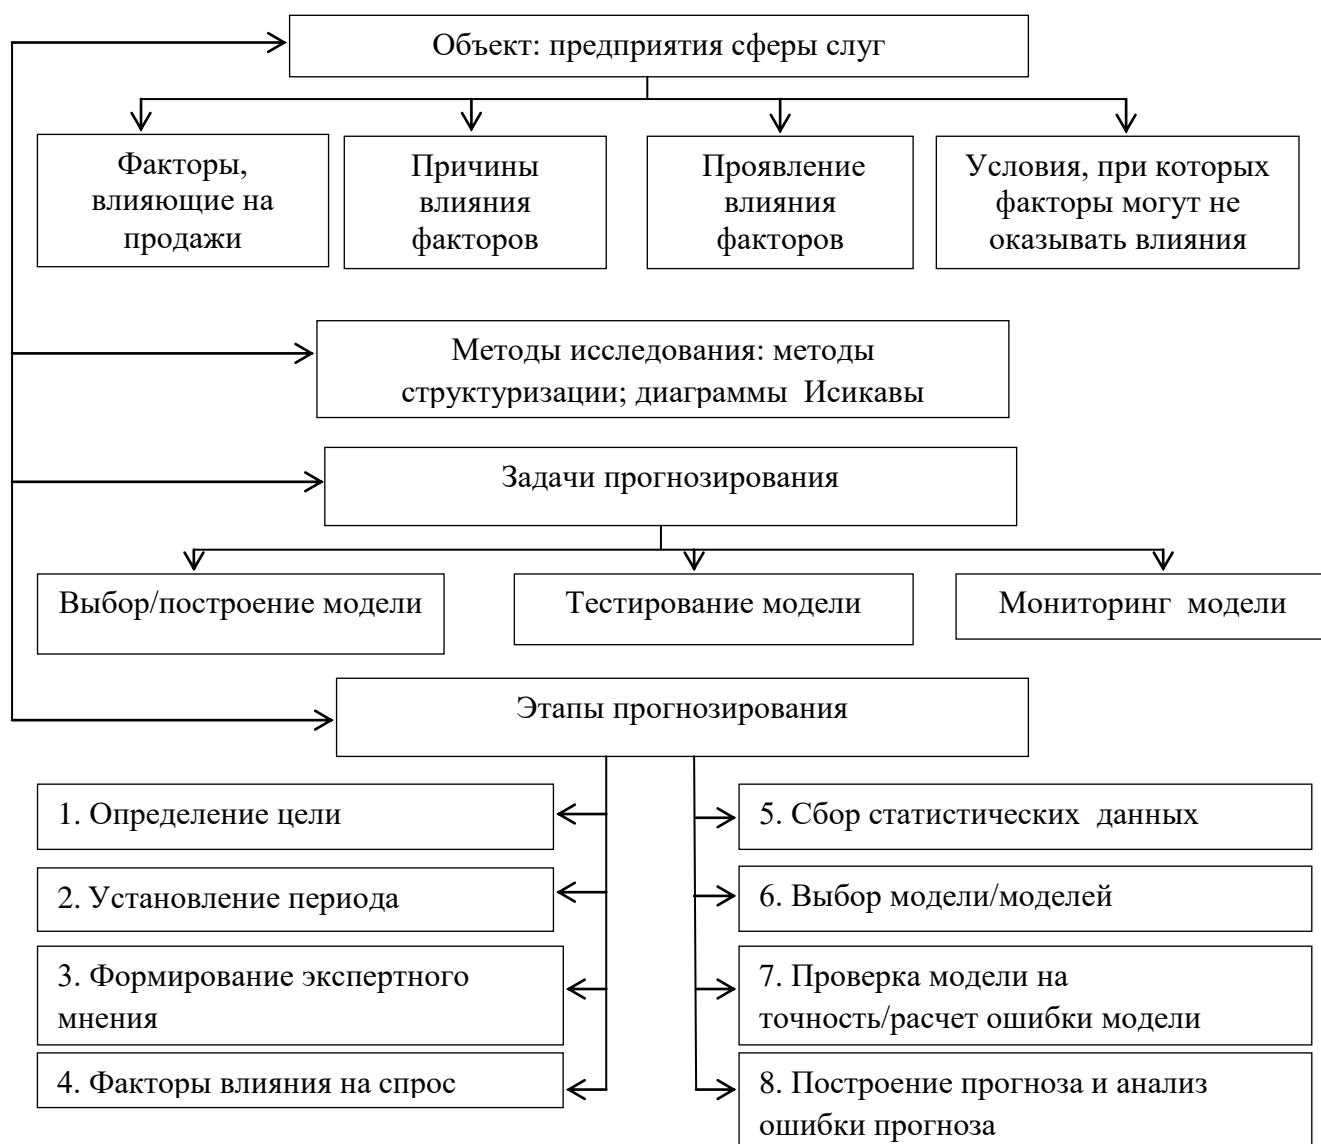 Объект: предприятия сферы слуг
Факторы,
влияющие на
продажи
Причины
влияния
факторов
Проявление
влияния
факторов
Условия, при которых
факторы могут не
оказывать влияния
Методы исследования: методы
структуризации; диаграммы Исикавы
Задачи прогнозирования
Выбор/построение модели
Тестирование модели
Мониторинг модели
Этапы прогнозирования
1. Определение цели
2. Установление периода
3. Формирование экспертного
мнения
4. Факторы влияния на спрос
5. Сбор статистических данных
6. Выбор модели/моделей
7. Проверка модели на
точность/расчет ошибки модели
8. Построение прогноза и анализ
ошибки прогноза